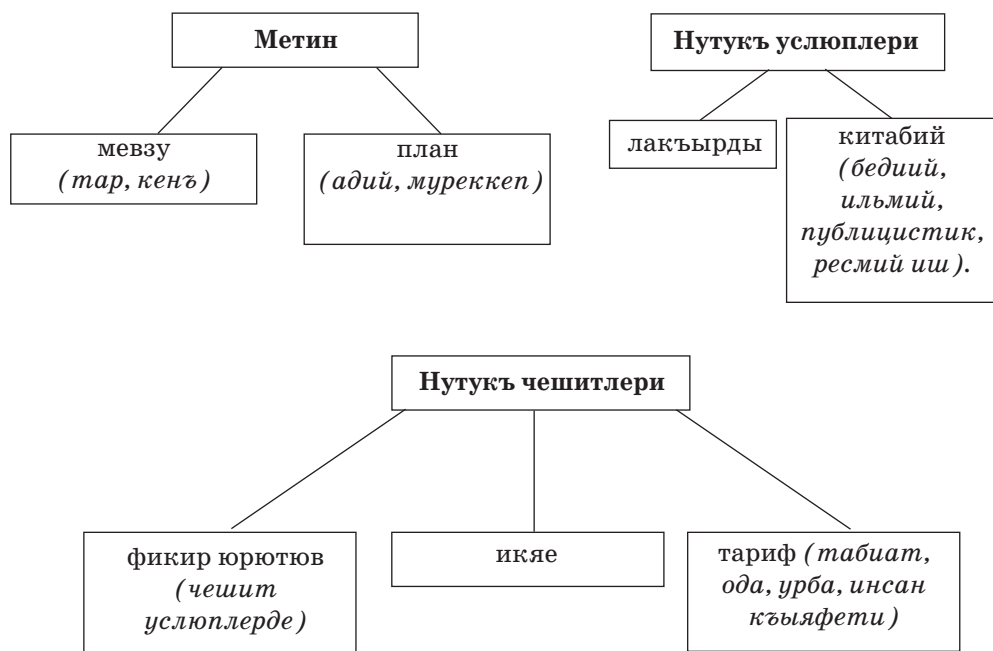 Метин
мевзу
(тар, кенъ)
план
(адий, муреккеп)
Нутукъ услюплери
лакъырды
китабий
(бедиий,
ильмий,
публицистик,
ресмий иш).
Нутукъ чешитлери
фикир юрютюв
(чешит
услюплерде)
икяе
тариф (табиат,
ода, урба, инсан
къыяфети)